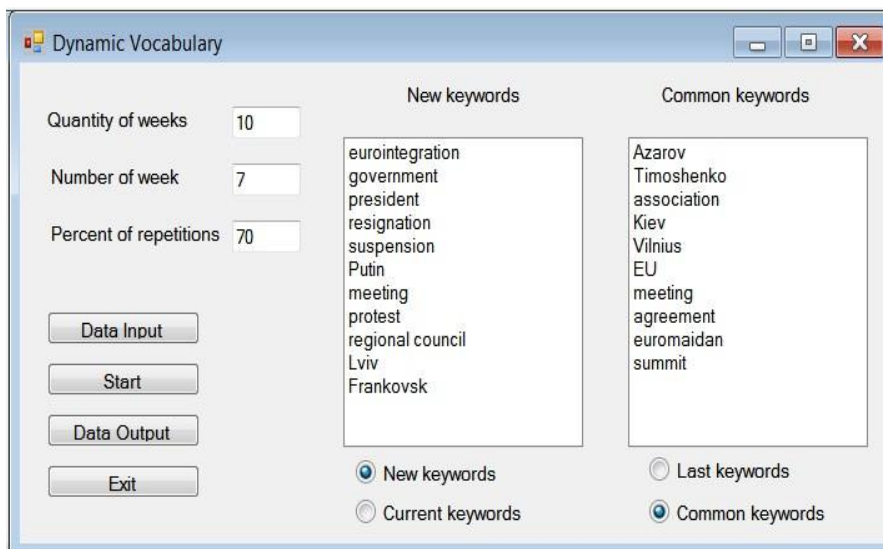 Dynamic Vocabulary
Quantity of weeks 10
Number of week 7
Percent of repetitions 70
Data Input
Start
Data Output
Exit
New keywords
eurointegration
government
president
resignation
suspension
Putin
meeting
protest
regional council
Lviv
Frankovsk
New keywords
Current keywords
Common keywords
Azarov
Timoshenko
association
Kiev
Vilnius
EU
meeting
agreement
euromaidan
summit
Last keywords
Common keywords